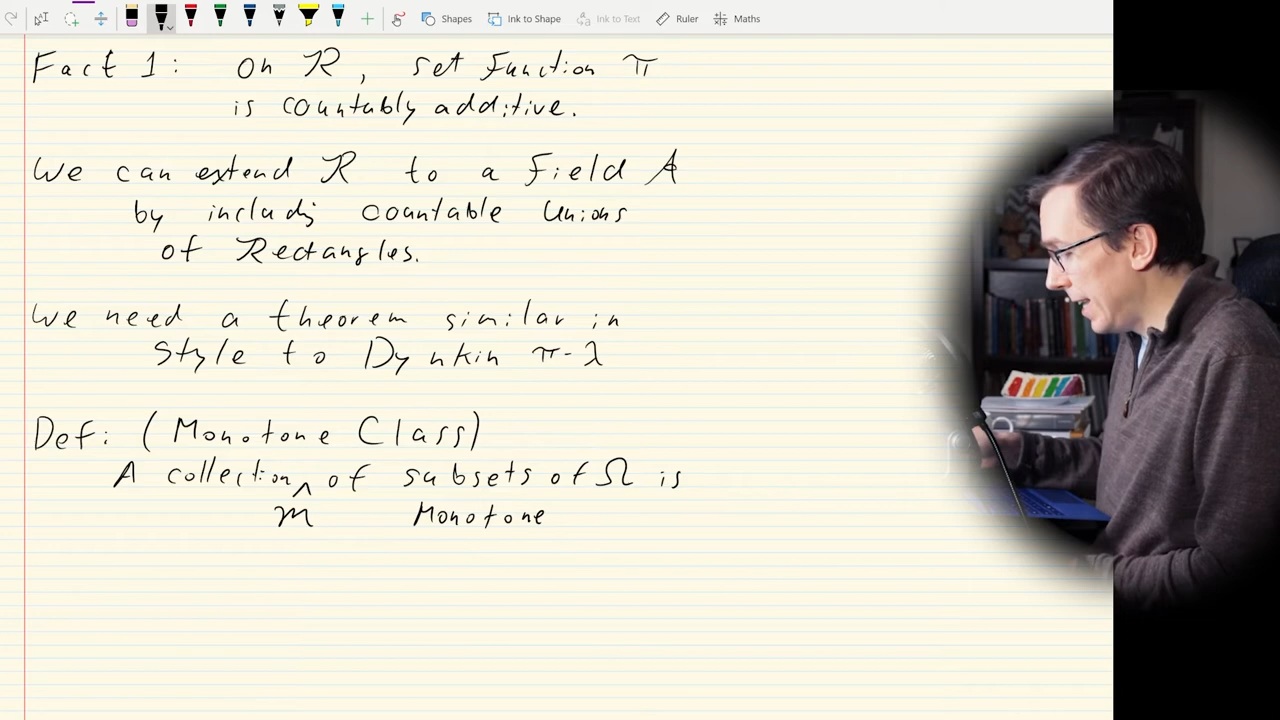 Shapes Ink to Shape Ink to Text Ruler Maths
Fact 1: On R, set function π
is countably additive.
We can extend R to a Field A
by includig countable Unions
of Rectangles.
We need a theorem similar in
Style to Dynkin π-λ
Def: (Monotone Class)
A collection ^ of subsets of Ω is
m Monotone